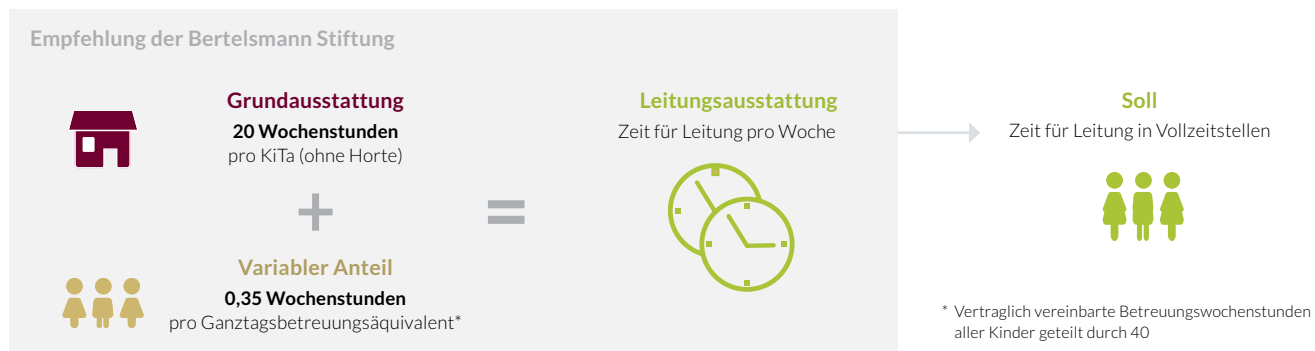 Empfehlung der Bertelsmann Stiftung
Grundausstattung
20 Wochenstunden
pro KiTa (ohne Horte)
+
Variabler Anteil
0,35 Wochenstunden
pro Ganztagsbetreuungsäquivalent*
=
Leitungsausstattung
Zeit für Leitung pro Woche
Soll
Zeit für Leitung in Vollzeitstellen
* Vertraglich vereinbarte Betreuungswochenstunden
aller Kinder geteilt durch 40